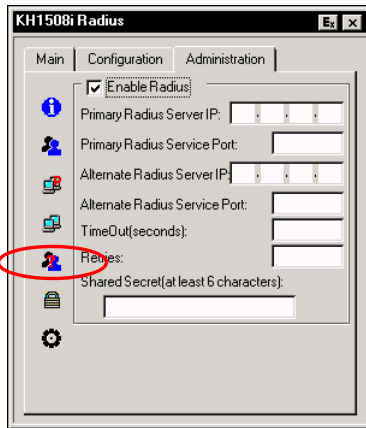 KH1508i Radius
Ex
Main Configuration Administration
Enable Radius
Primary Radius Server IP:
Primary Radius Service Port:
Alternate Radius Server IP:
Alternate Radius Service Port:
TimeOut(seconds):
Retries:
Shared Secret(at least 6 characters):